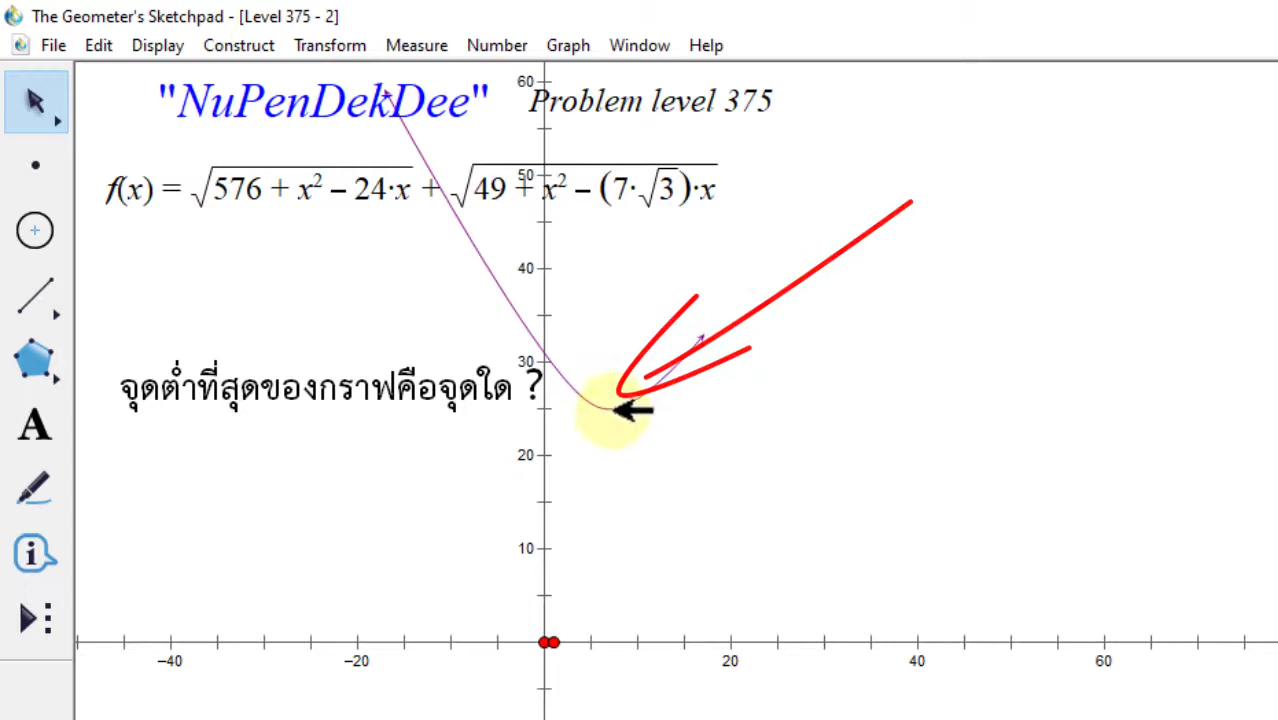 The Geometer's Sketchpad - [Level 375 - 2]
File Edit Display Construct Transform Measure Number Graph Window Help
"NuPenDekDee" Problem level 375
f(x) = √(576 + x² – 24·x) + √(49 + x² – (7·√3)·x)
จุดต่ำที่สุดของกราฟคือจุดใด ?
A
60
50
40
30
20
10
–40 –20 20 40 60